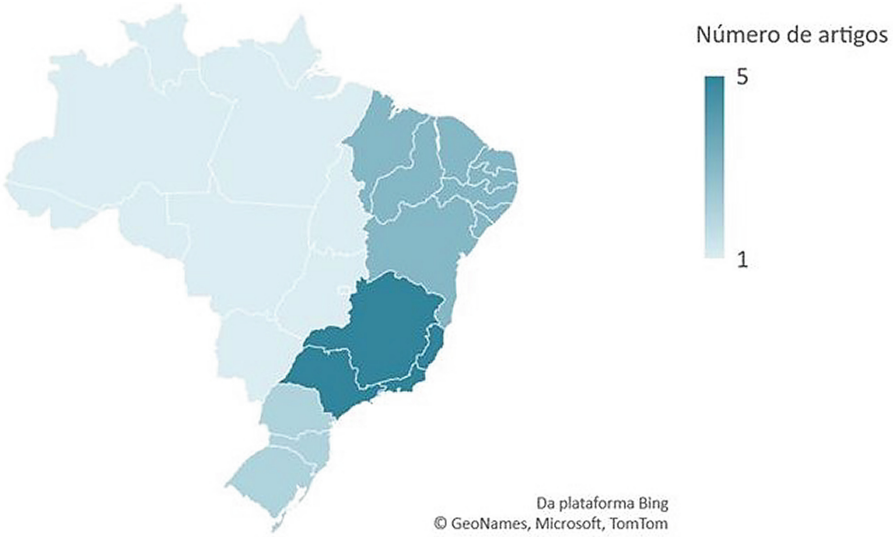 Número de artigos
5
1
Da plataforma Bing
© GeoNames, Microsoft, TomTom